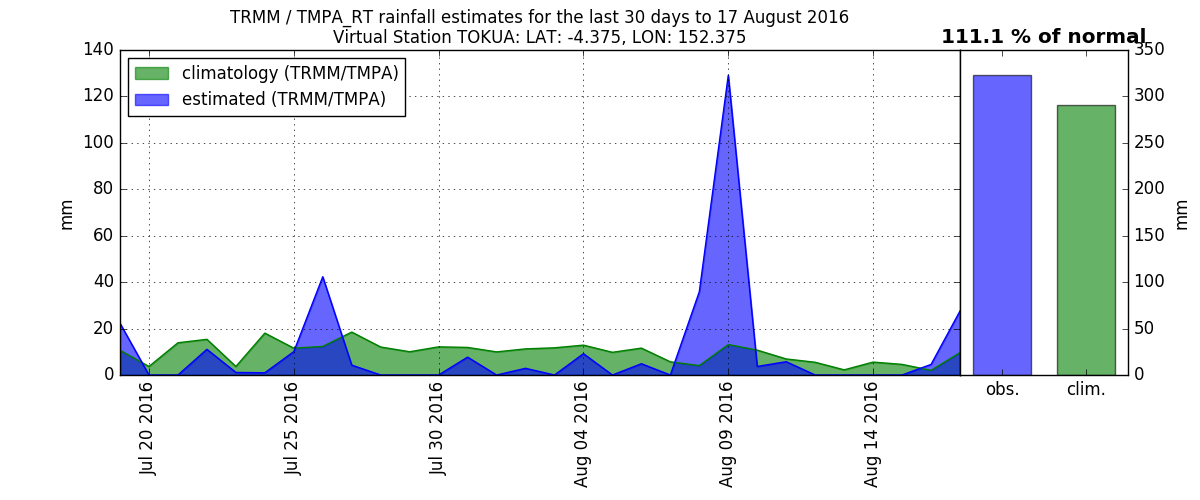 TRMM / TMPA_RT rainfall estimates for the last 30 days to 17 August 2016
Virtual Station TOKUA: LAT: -4.375, LON: 152.375
111.1 % of normal
climatology (TRMM/TMPA)
estimated (TRMM/TMPA)
140
120
100
80
60
40
20
0
mm
Jul 20 2016
Jul 25 2016
Jul 30 2016
Aug 04 2016
Aug 09 2016
Aug 14 2016
obs.
clim.
350
300
250
200
150
100
50
0
mm